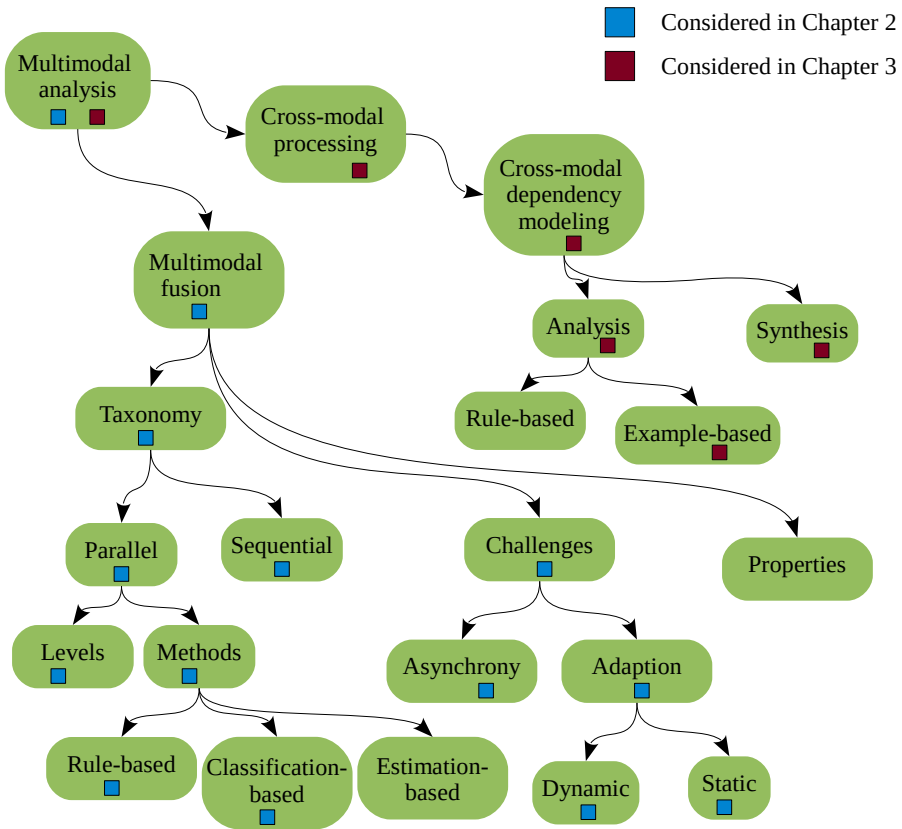 Considered in Chapter 2
Considered in Chapter 3
Multimodal
analysis
Cross-modal
processing
Cross-modal
dependency
modeling
Multimodal
fusion
Analysis
Synthesis
Taxonomy
Rule-based
Example-based
Parallel
Sequential
Challenges
Properties
Levels
Methods
Asynchrony
Adaption
Rule-based
Classification-
based
Estimation-
based
Dynamic
Static